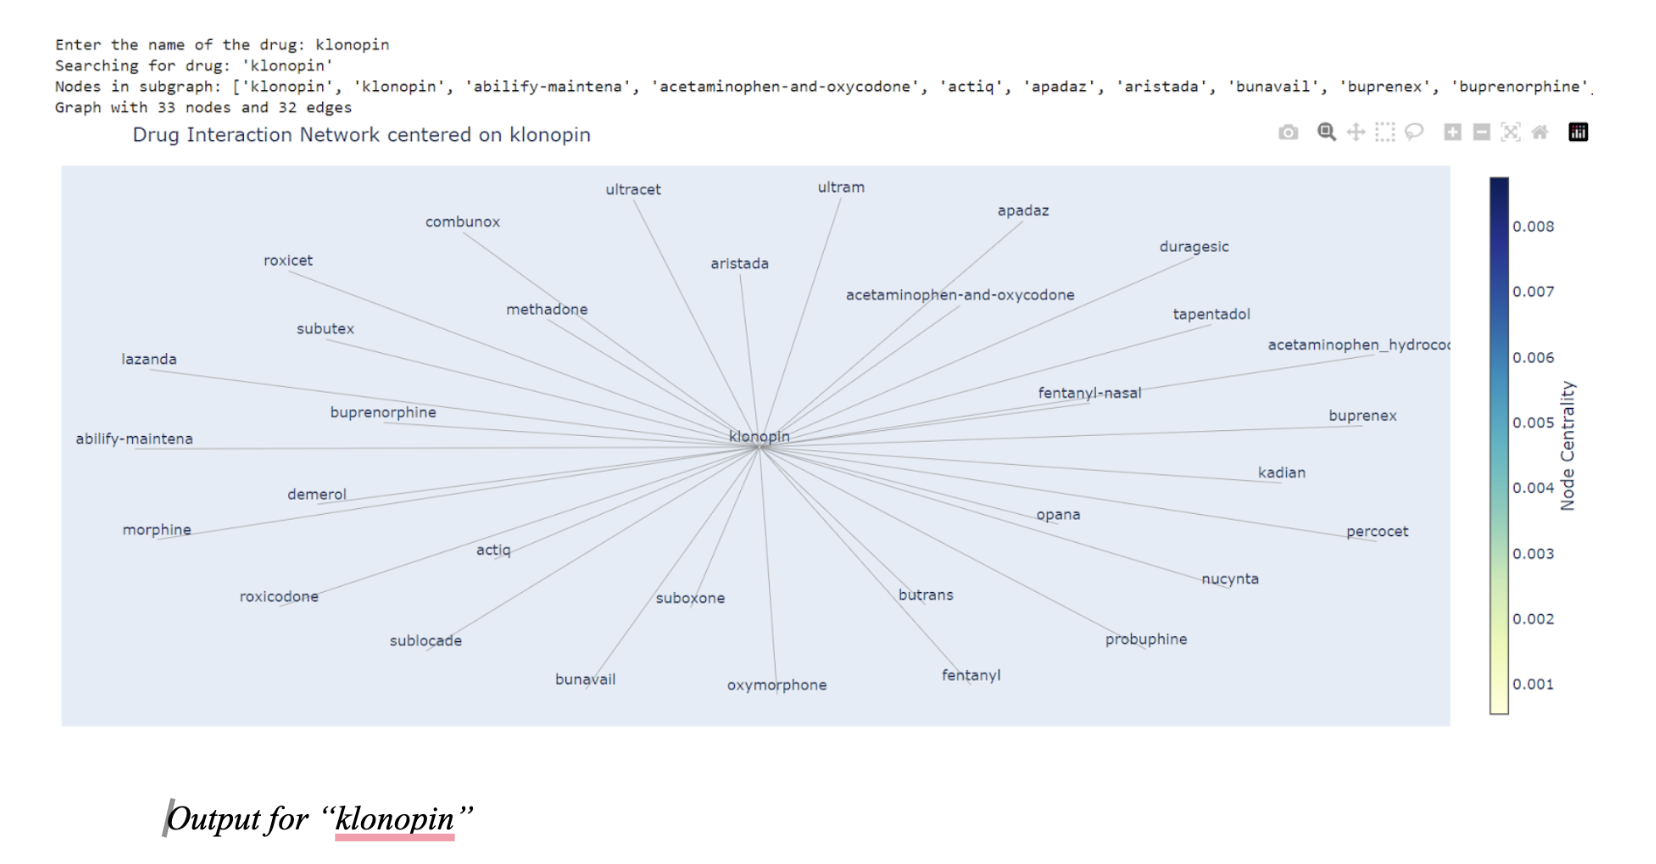 Enter the name of the drug: klonopin
Searching for drug: 'klonopin'
Nodes in subgraph: ['klonopin', 'klonopin', 'abilify-maintena', 'acetaminophen-and-oxycodone', 'actiq', 'apadaz', 'aristada', 'bunavail', 'buprenex', 'buprenorphine',
Graph with 33 nodes and 32 edges
Drug Interaction Network centered on klonopin
ultracet
ultram
combunox
apadaz
duragesic
roxicet
aristada
acetaminophen-and-oxycodone
methadone
tapentadol
subutex
acetaminophen_hydrococ
lazanda
fentanyl-nasal
buprenorphine
buprenex
abilify-maintena
klonopin
kadian
demerol
opana
morphine
percocet
actiq
nucynta
roxicodone
suboxone
butrans
sublocade
probuphine
bunavail
oxymorphone
fentanyl
0.008
0.007
0.006
0.005
0.004
0.003
0.002
0.001
Node Centrality
Output for “klonopin”